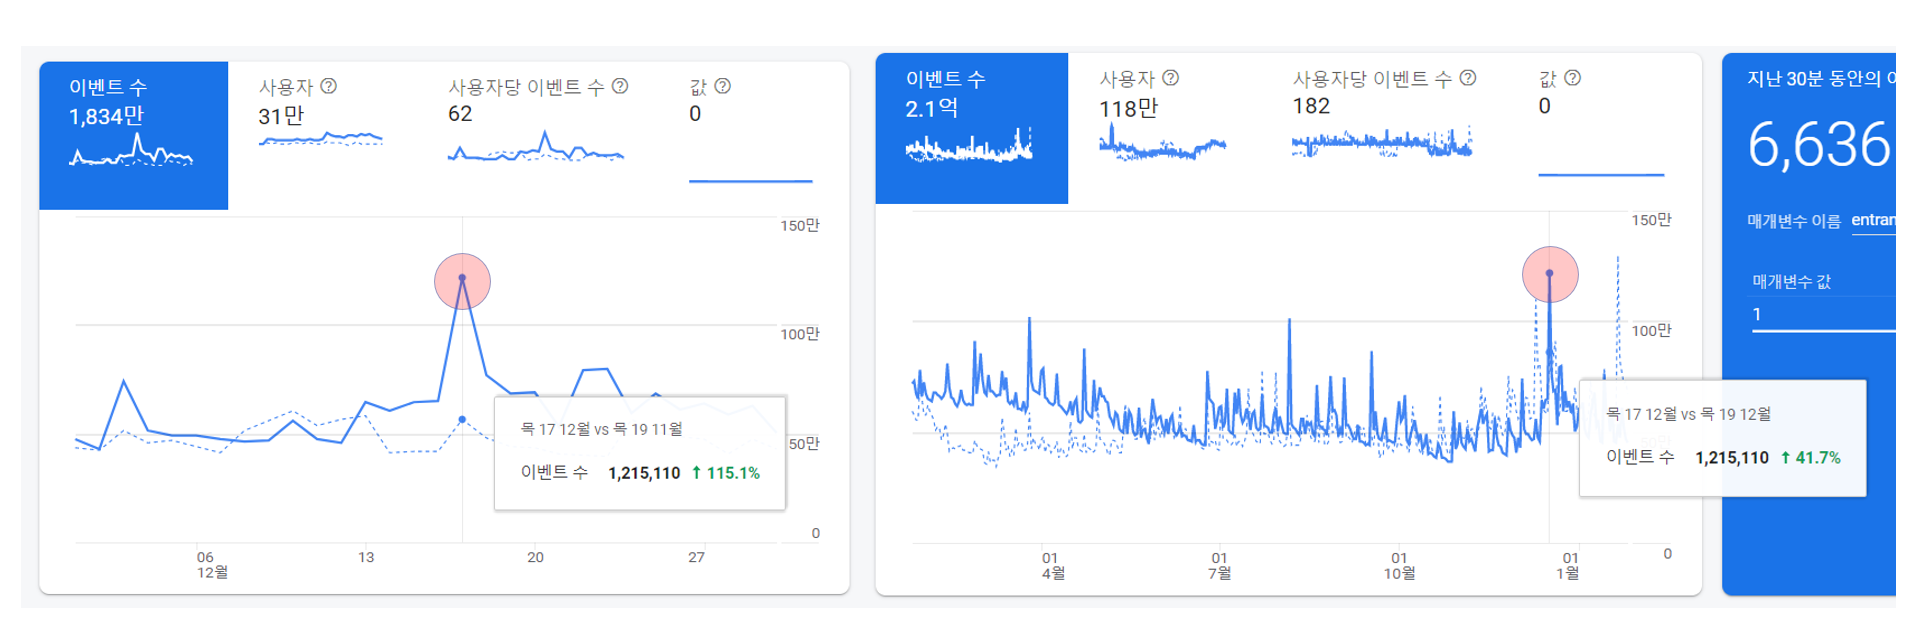 이벤트 수
1,834만
사용자
31만
사용자당 이벤트 수
62
값
0
150만
100만
50만
0
목 17 12월 vs 목 19 11월
이벤트 수 1,215,110 ↑ 115.1%
06
12월
13
20
27
이벤트 수
2.1억
사용자
118만
사용자당 이벤트 수
182
값
0
150만
100만
0
목 17 12월 vs 목 19 12월
이벤트 수 1,215,110 ↑ 41.7%
01
4월
01
7월
01
10월
01
1월
지난 30분 동안의
6,636
매개변수 이름 entran
매개변수 값
1